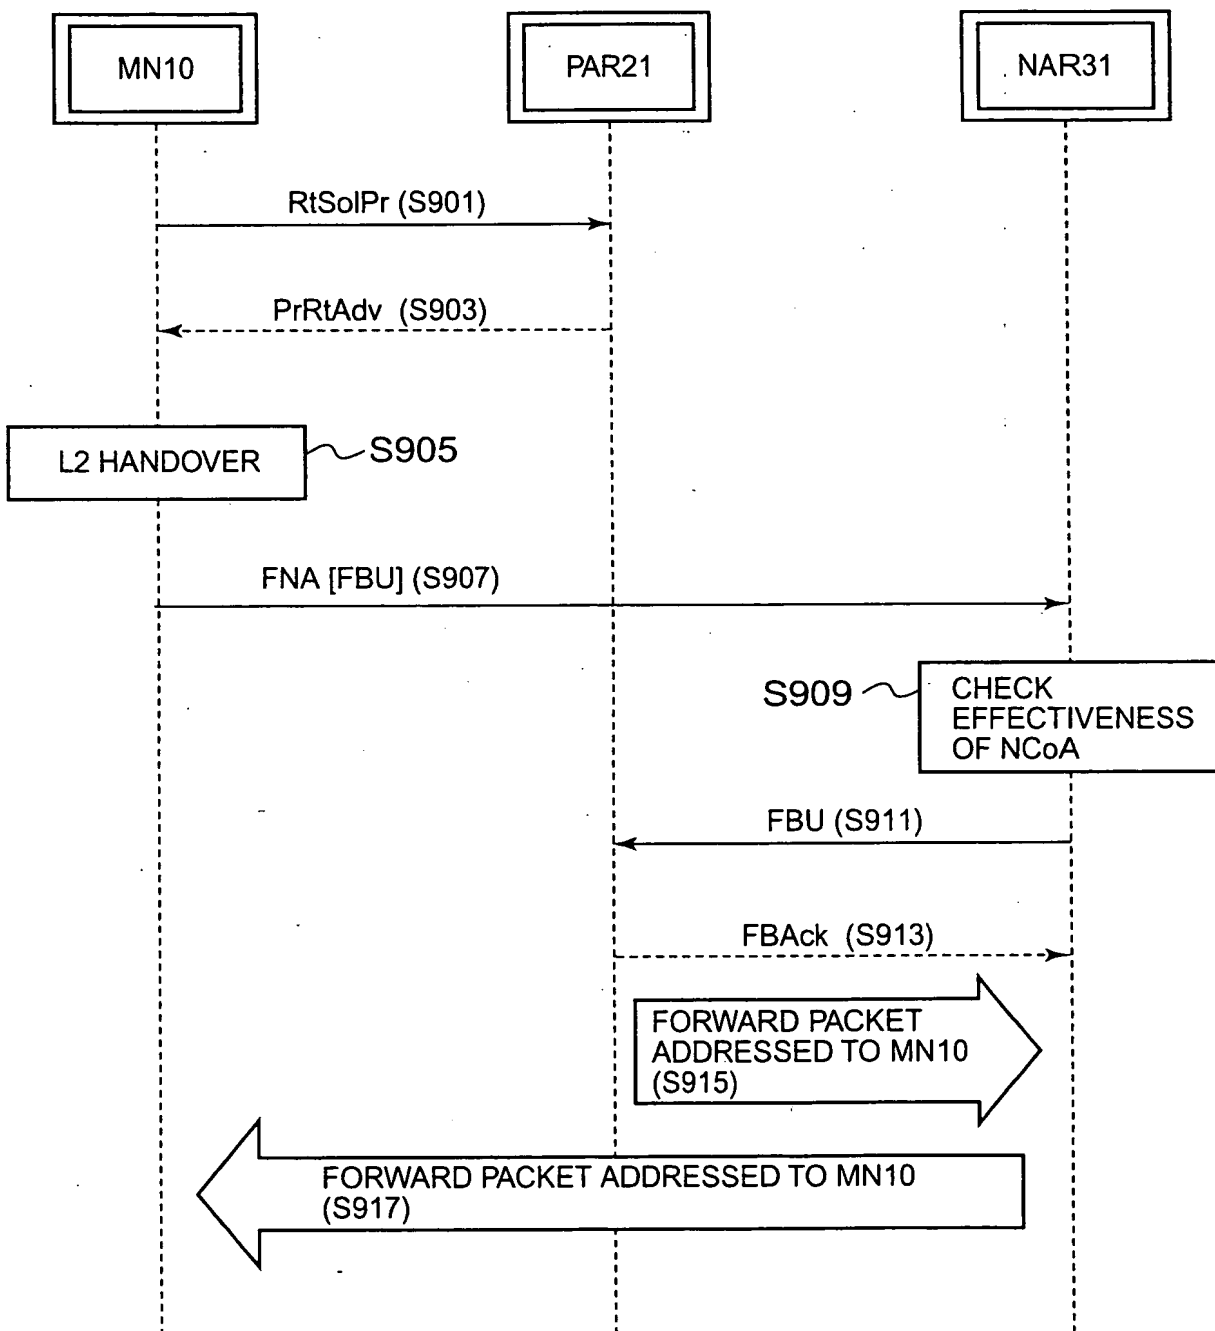 MN10
PAR21
NAR31
RtSolPr (S901)
PrRtAdv (S903)
L2 HANDOVER
S905
FNA [FBU] (S907)
S909
CHECK
EFFECTIVENESS
OF NCoA
FBU (S911)
FBAck (S913)
FORWARD PACKET
ADDRESSED TO MN10
(S915)
FORWARD PACKET ADDRESSED TO MN10
(S917)